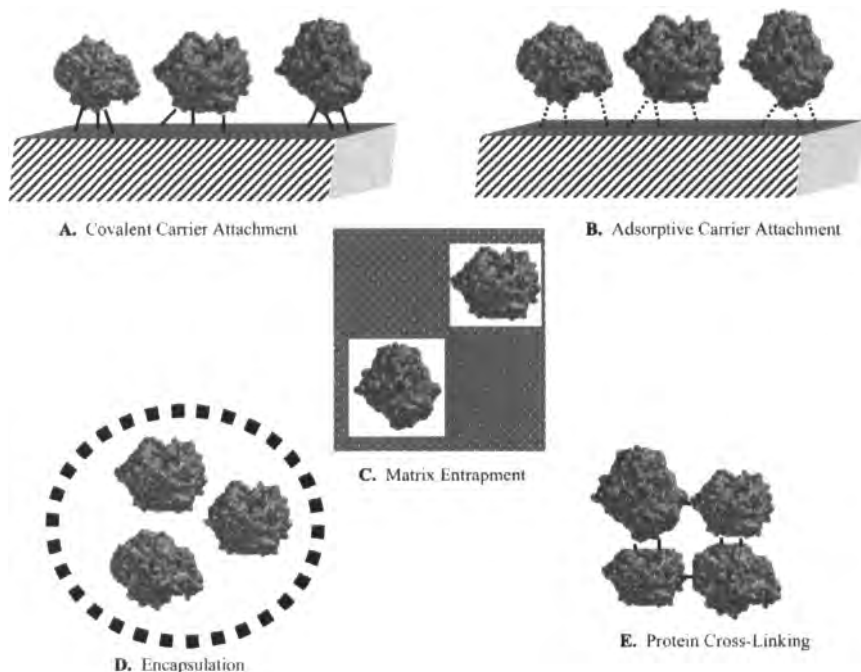 A. Covalent Carrier Attachment
B. Adsorptive Carrier Attachment
C. Matrix Entrapment
D. Encapsulation
E. Protein Cross-Linking